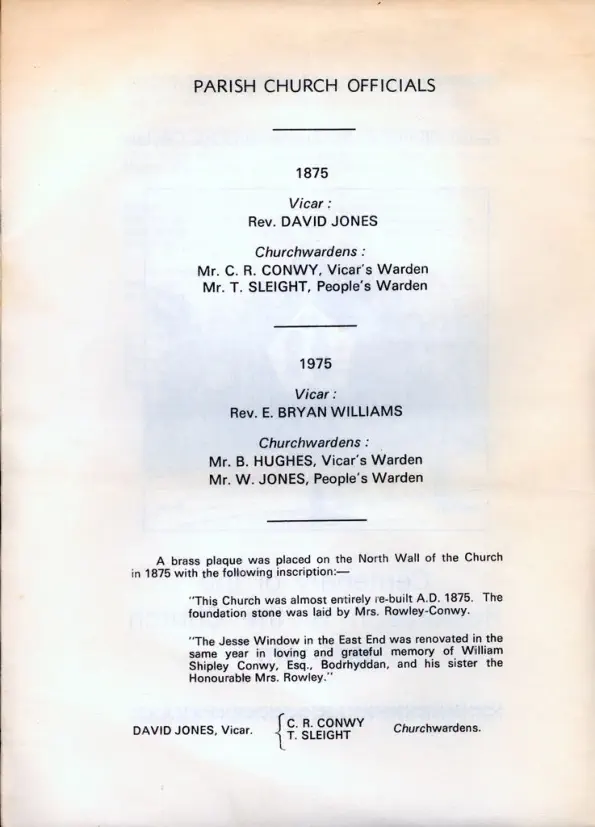 PARISH CHURCH OFFICIALS
1875
Vicar :
Rev. DAVID JONES
Churchwardens :
Mr. C. R. CONWY, Vicar's Warden
Mr. T. SLEIGHT, People's Warden
1975
Vicar :
Rev. E. BRYAN WILLIAMS
Churchwardens :
Mr. B. HUGHES, Vicar's Warden
Mr. W. JONES, People's Warden
A brass plaque was placed on the North Wall of the Church
in 1875 with the following inscription:—
"This Church was almost entirely re-built A.D. 1875. The
foundation stone was laid by Mrs. Rowley-Conwy.
"The Jesse Window in the East End was renovated in the
same year in loving and grateful memory of William
Shipley Conwy, Esq., Bodrhyddan, and his sister the
Honourable Mrs. Rowley."
DAVID JONES, Vicar. { C. R. CONWY
T. SLEIGHT Churchwardens.